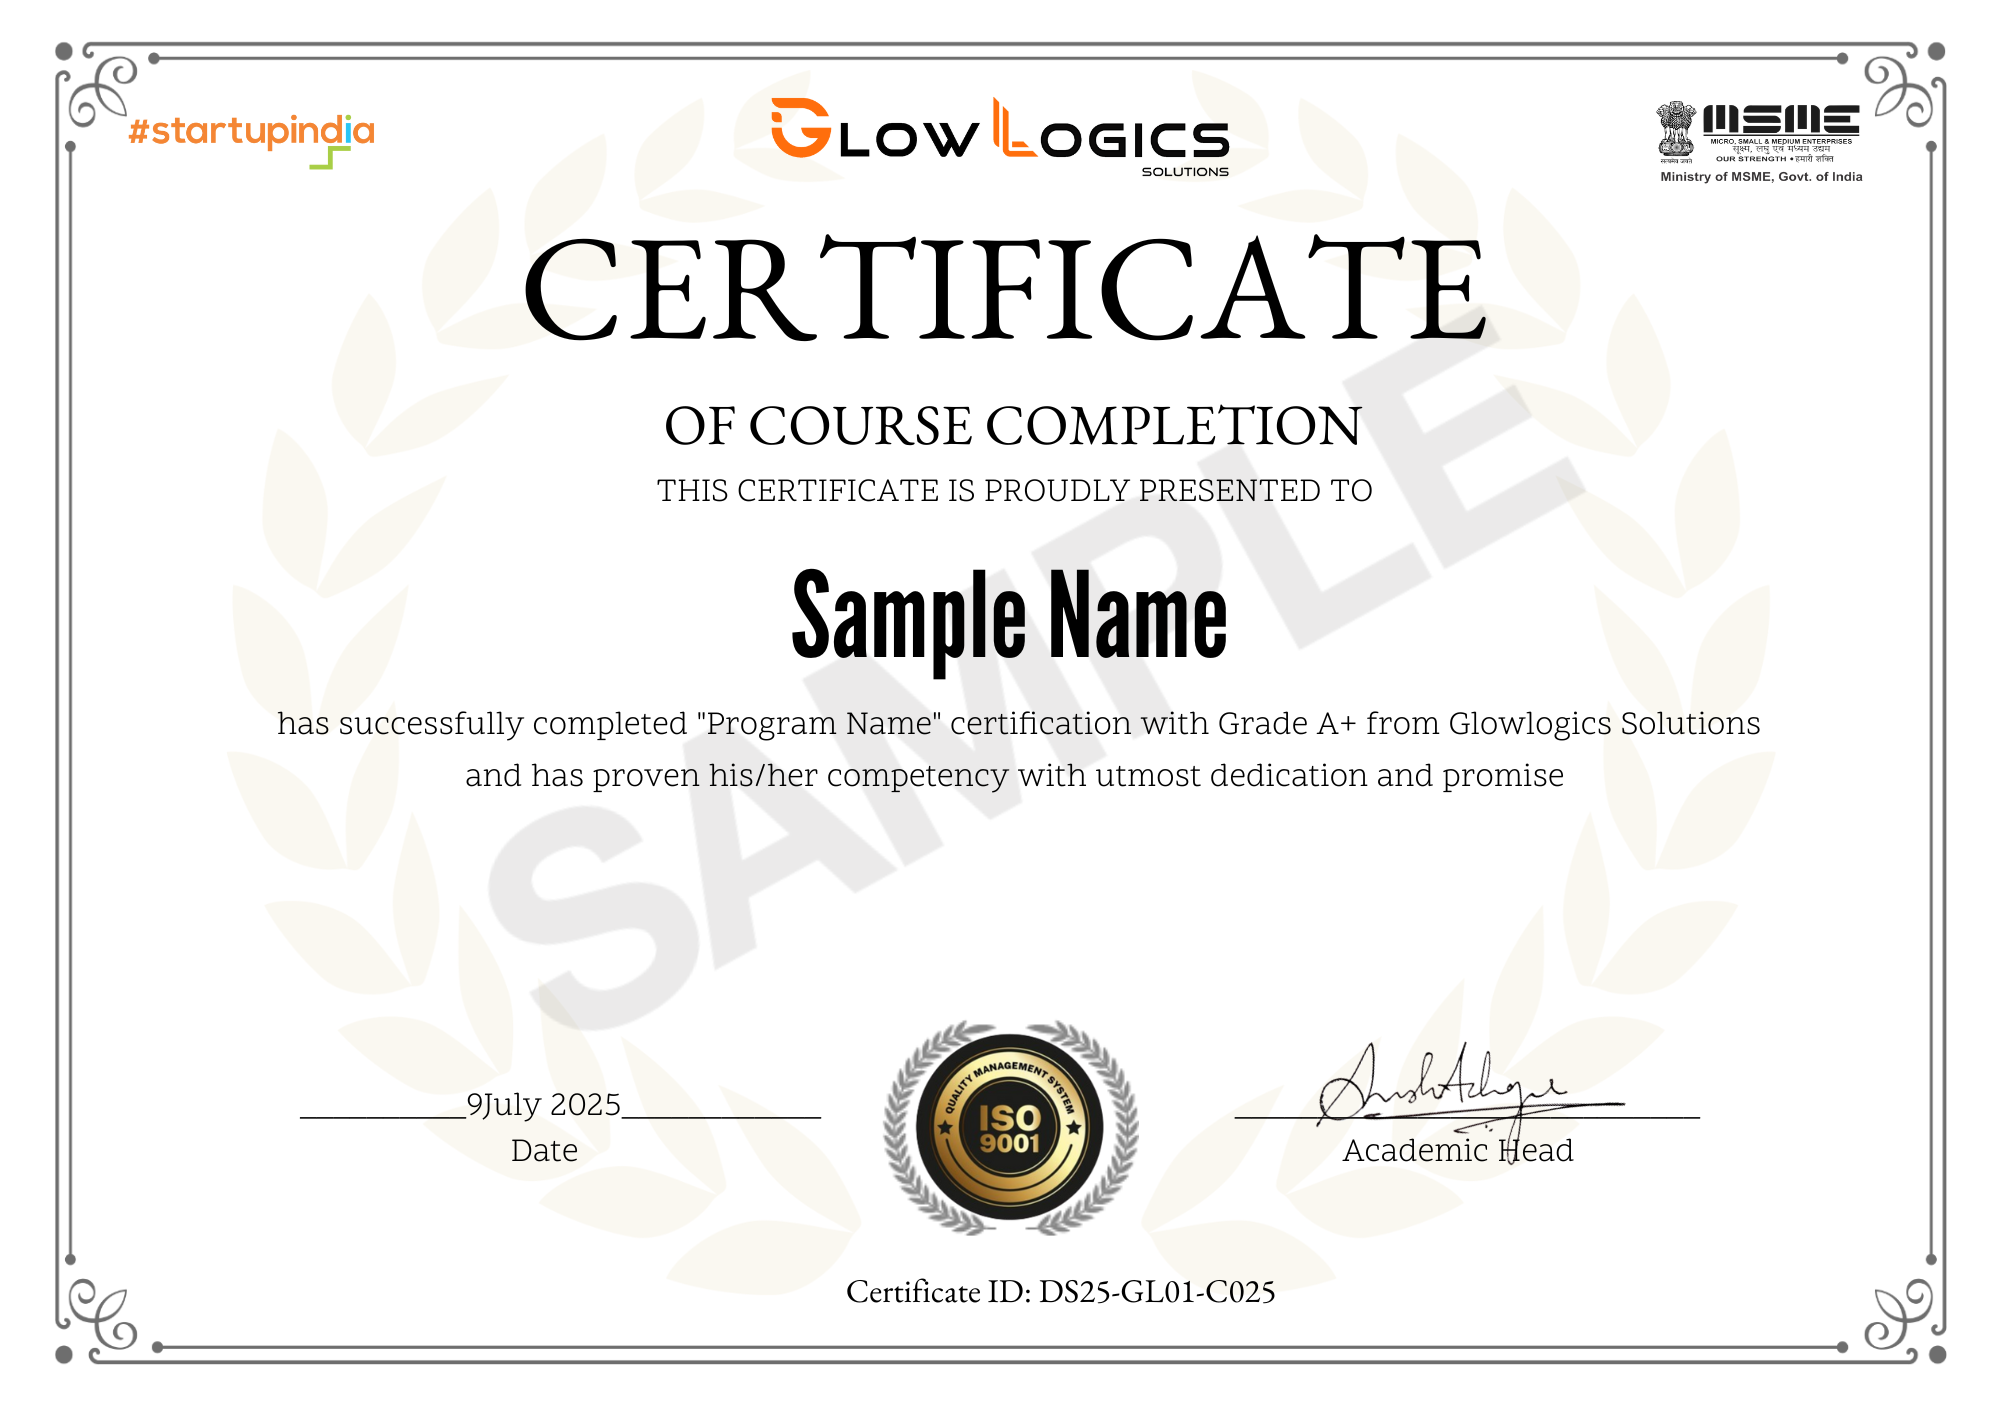 #startupindia
GLOW LOGICS
SOLUTIONS
MSME
MICRO, SMALL & MEDIUM ENTERPRISES
सूक्ष्म, लघु एवं मध्यम उद्यम
OUR STRENGTH • हमारी शक्ति
सत्यमेव जयते
Ministry of MSME, Govt. of India
CERTIFICATE
OF COURSE COMPLETION
THIS CERTIFICATE IS PROUDLY PRESENTED TO
Sample Name
has successfully completed "Program Name" certification with Grade A+ from Glowlogics Solutions
and has proven his/her competency with utmost dedication and promise
SAMPLE
9July 2025
Date
QUALITY MANAGEMENT SYSTEM
ISO
9001
Academic Head
Certificate ID: DS25-GL01-C025